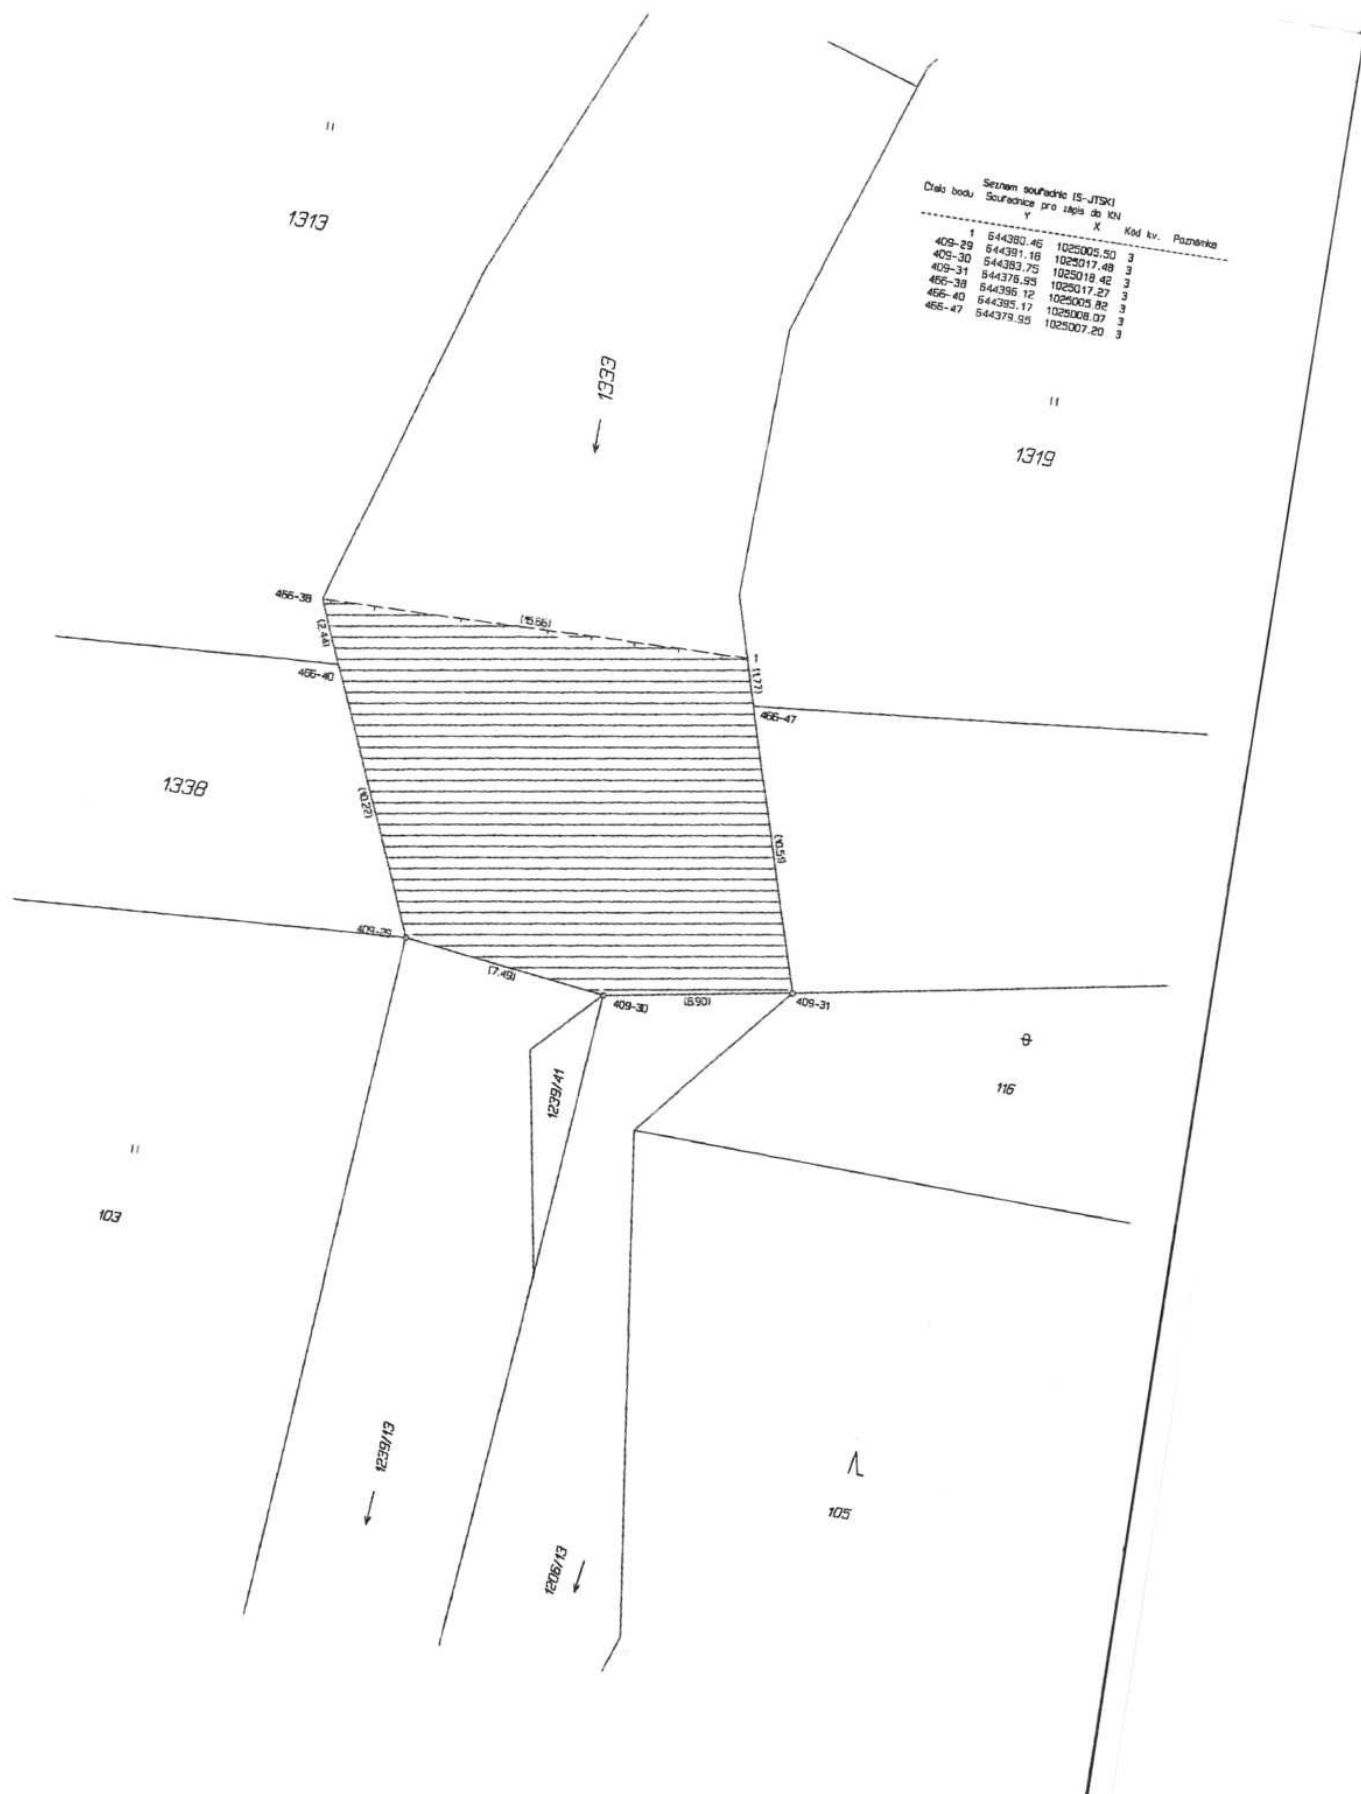 Seznam souřadnic (S-JTSK)
Číslo bodu Souřadnice pro zápis do KN
Y X Kód kv. Poznámka
1 644380.46 1025005.50 3
409-29 644391.16 1025017.48 3
409-30 644383.75 1025018.42 3
409-31 644376.95 1025017.27 3
466-38 644396.12 1025005.82 3
466-40 644395.17 1025008.07 3
466-47 644379.95 1025007.20 3
1313
1333
1319
466-38
(15.66)
(2.44)
1
(1.77)
466-40
466-47
1338
(10.22)
(10.51)
409-29
(7.49)
409-30
(6.90)
409-31
1239/41
116
103
1239/13
1206/13
105